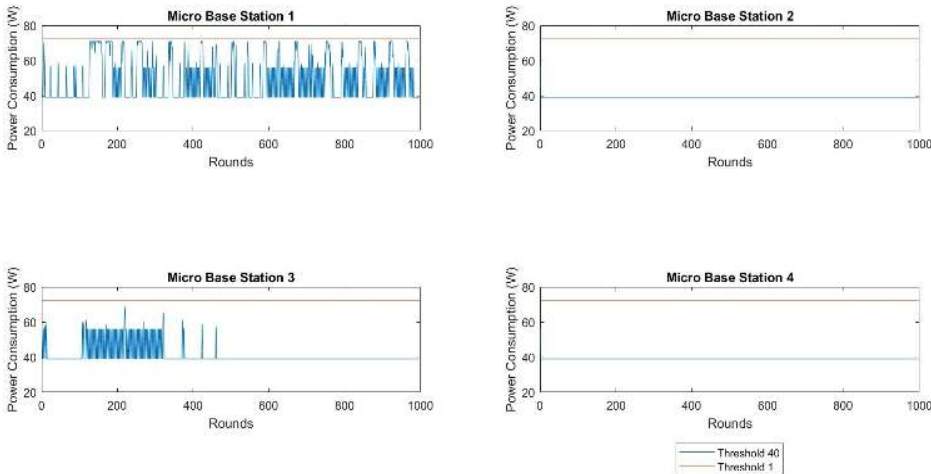 Micro Base Station 1
Power Consumption (W)
80
60
40
20
0 200 400 600 800 1000
Rounds
Micro Base Station 2
Power Consumption (W)
80
60
40
20
0 200 400 600 800 1000
Rounds
Micro Base Station 3
Power Consumption (W)
80
60
40
20
0 200 400 600 800 1000
Rounds
Micro Base Station 4
Power Consumption (W)
80
60
40
20
0 200 400 600 800 1000
Rounds
Threshold 40
Threshold 1